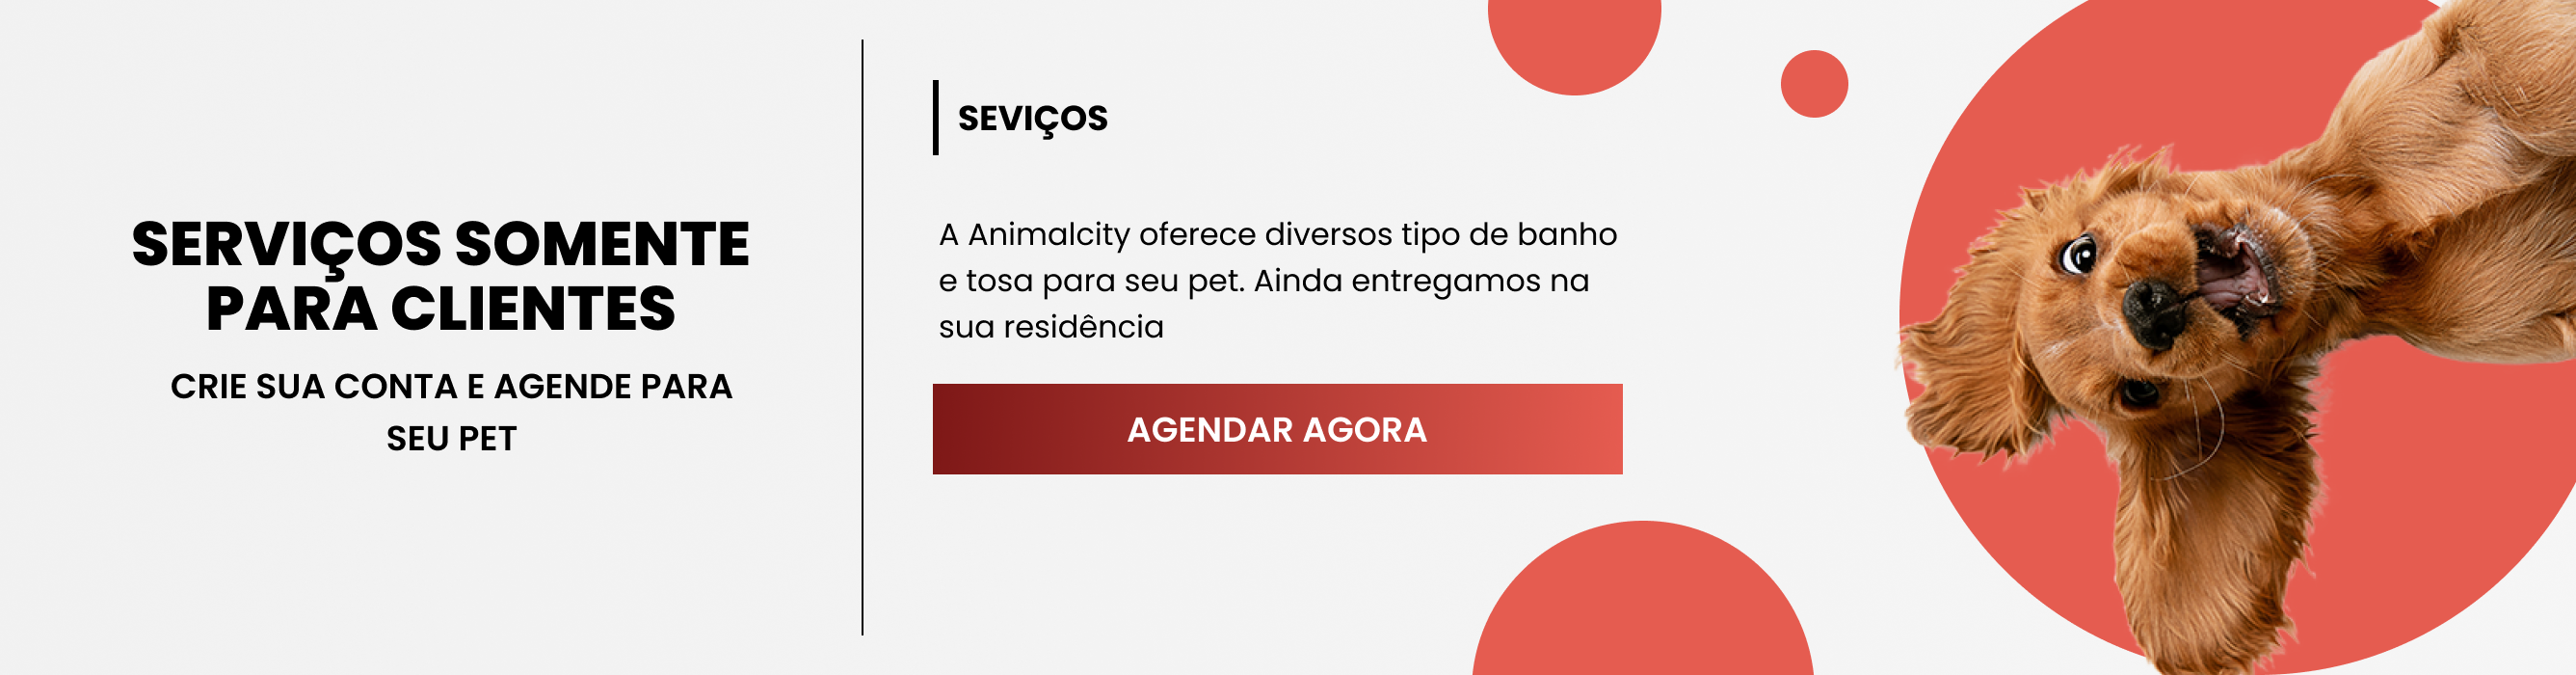 SERVIÇOS SOMENTE
PARA CLIENTES
CRIE SUA CONTA E AGENDE PARA
SEU PET
SEVIÇOS
A Animalcity oferece diversos tipo de banho
e tosa para seu pet. Ainda entregamos na
sua residência
AGENDAR AGORA